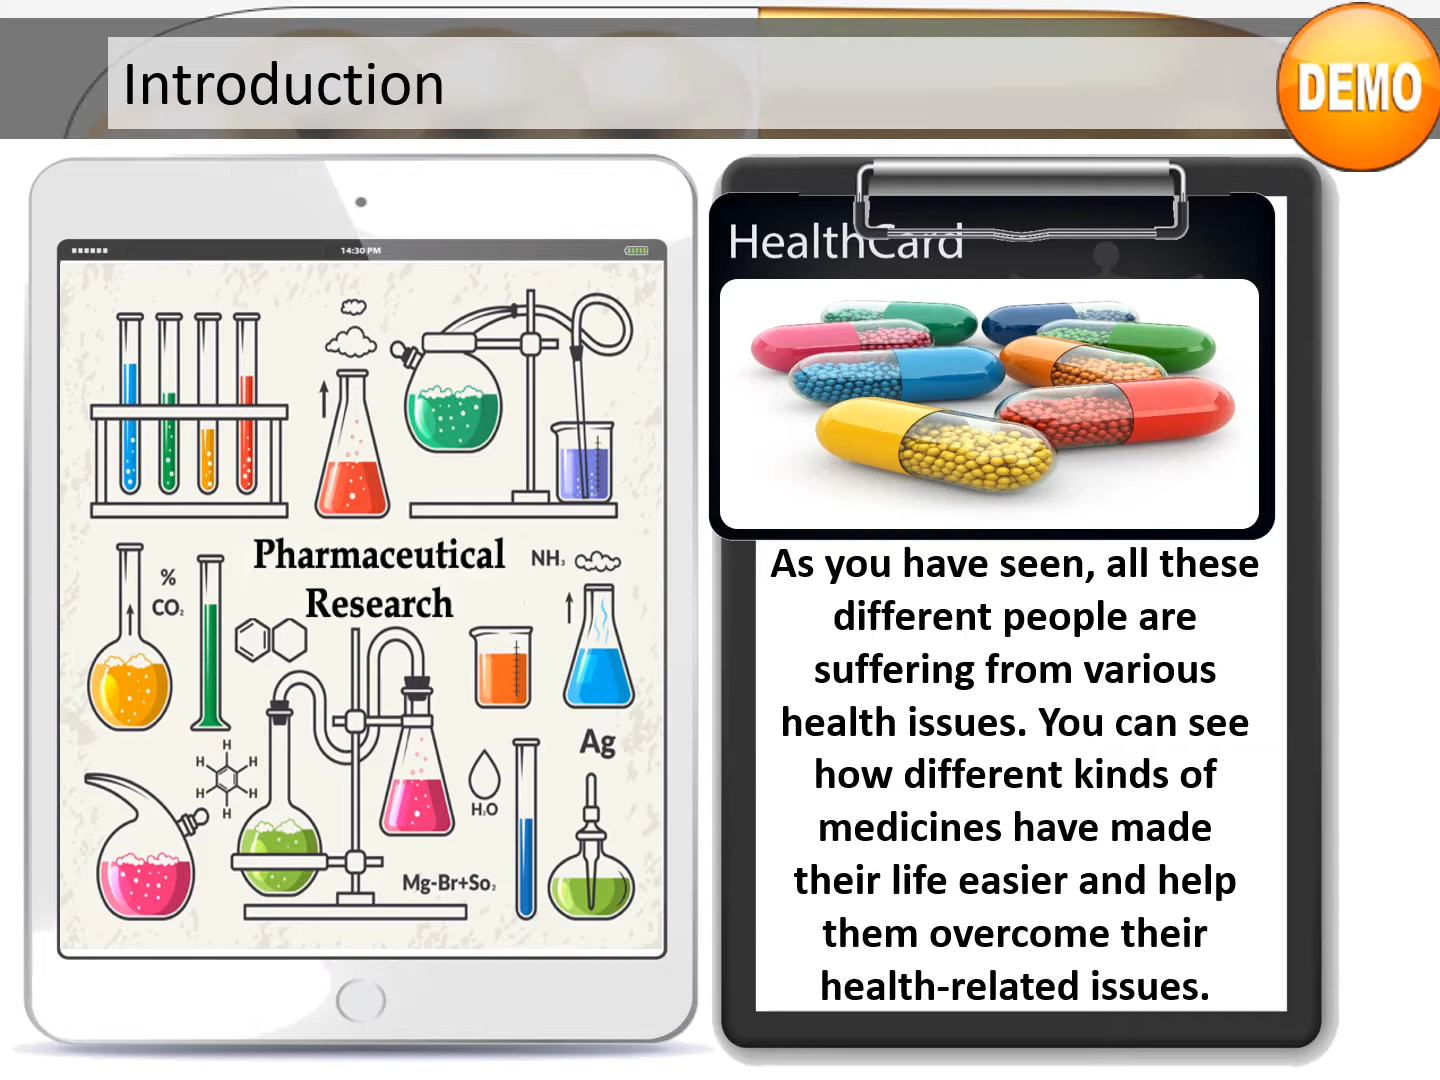 Introduction
DEMO
14:30 PM
Pharmaceutical
Research
%
CO₂
NH₃
H
H
H
H
H
H
H₂O
Ag
Mg-Br+So₂
HealthCard
As you have seen, all these
different people are
suffering from various
health issues. You can see
how different kinds of
medicines have made
their life easier and help
them overcome their
health-related issues.